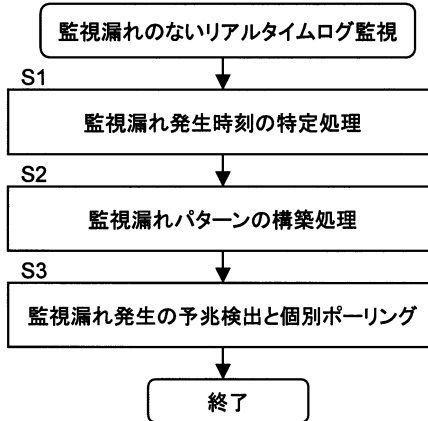 監視漏れのないリアルタイムログ監視
S1
監視漏れ発生時刻の特定処理
S2
監視漏れパターンの構築処理
S3
監視漏れ発生の予兆検出と個別ポーリング
終了